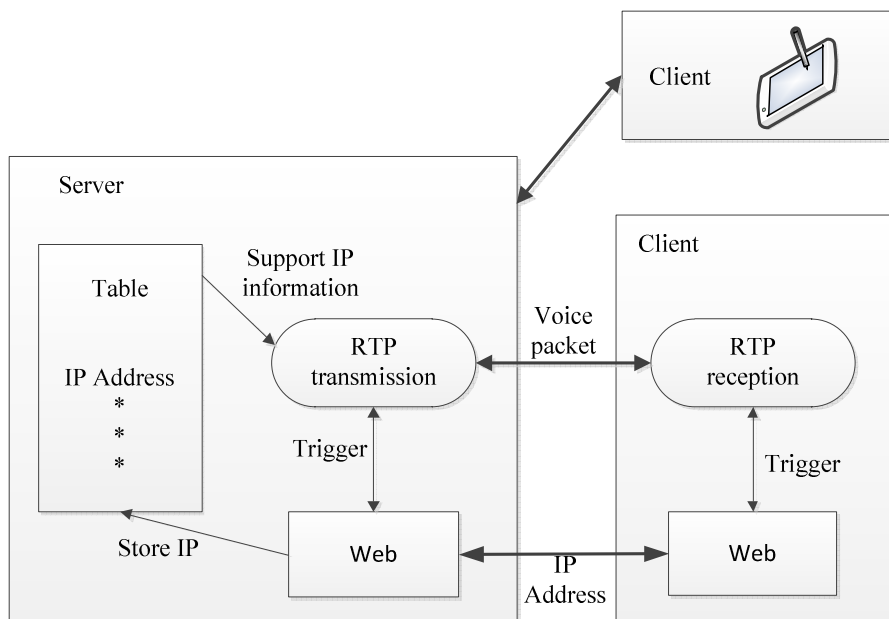 Client
Server
Client
Support IP
information
Table
IP Address
*
*
*
RTP
transmission
Voice
packet
RTP
reception
Trigger
Trigger
Store IP
Web
IP
Address
Web